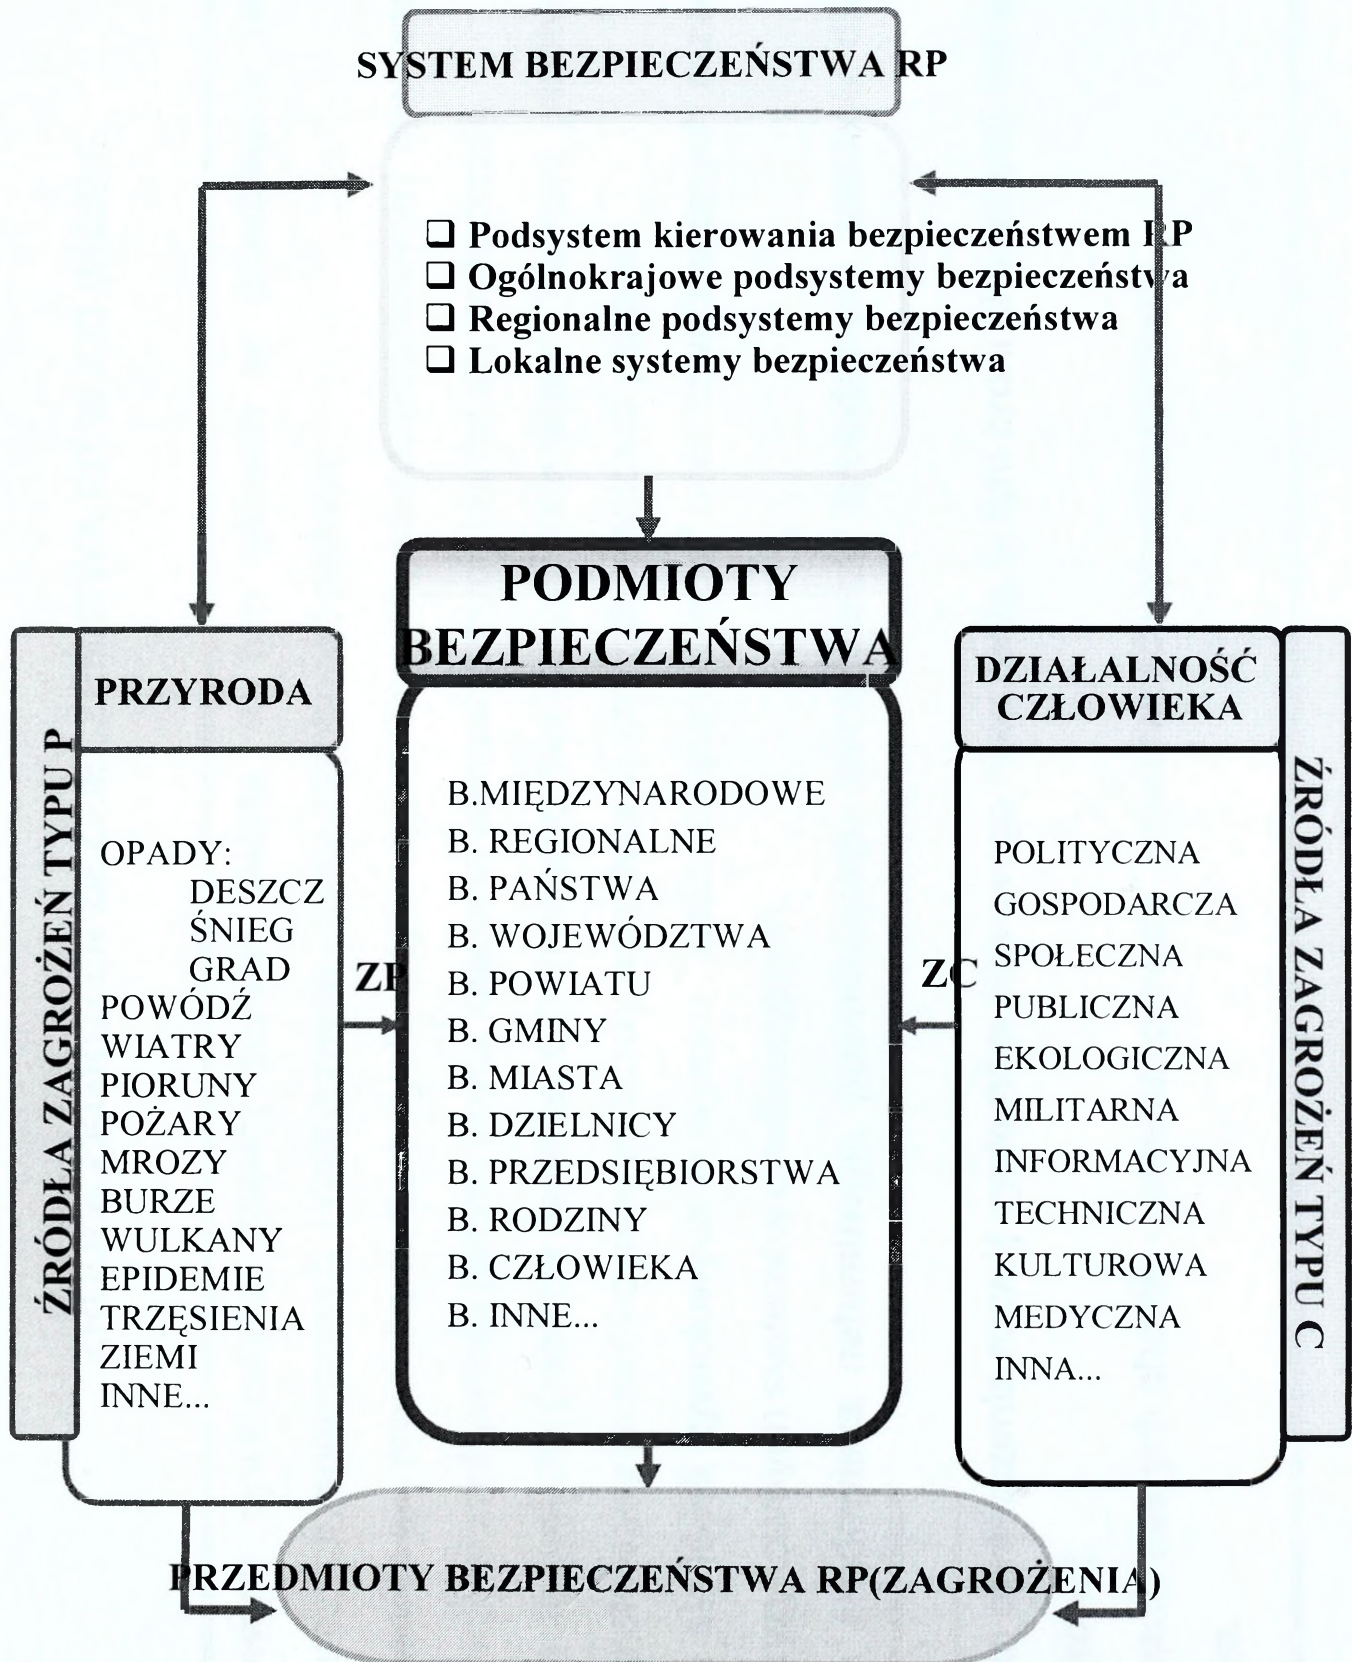 SYSTEM BEZPIECZEŃSTWA RP
❑ Podsystem kierowania bezpieczeństwem RP
❑ Ogólnokrajowe podsystemy bezpieczeństwa
❑ Regionalne podsystemy bezpieczeństwa
❑ Lokalne systemy bezpieczeństwa
ŹRÓDŁA ZAGROŻEŃ TYPU P
PRZYRODA
OPADY:
DESZCZ
ŚNIEG
GRAD
POWÓDŹ
WIATRY
PIORUNY
POŻARY
MROZY
BURZE
WULKANY
EPIDEMIE
TRZĘSIENIA
ZIEMI
INNE...
ZP
PODMIOTY
BEZPIECZEŃSTWA
B.MIĘDZYNARODOWE
B. REGIONALNE
B. PAŃSTWA
B. WOJEWÓDZTWA
B. POWIATU
B. GMINY
B. MIASTA
B. DZIELNICY
B. PRZEDSIĘBIORSTWA
B. RODZINY
B. CZŁOWIEKA
B. INNE...
ZC
DZIAŁALNOŚĆ
CZŁOWIEKA
POLITYCZNA
GOSPODARCZA
SPOŁECZNA
PUBLICZNA
EKOLOGICZNA
MILITARNA
INFORMACYJNA
TECHNICZNA
KULTUROWA
MEDYCZNA
INNA...
ŹRÓDŁA ZAGROŻEŃ TYPU C
PRZEDMIOTY BEZPIECZEŃSTWA RP(ZAGROŻENIA)